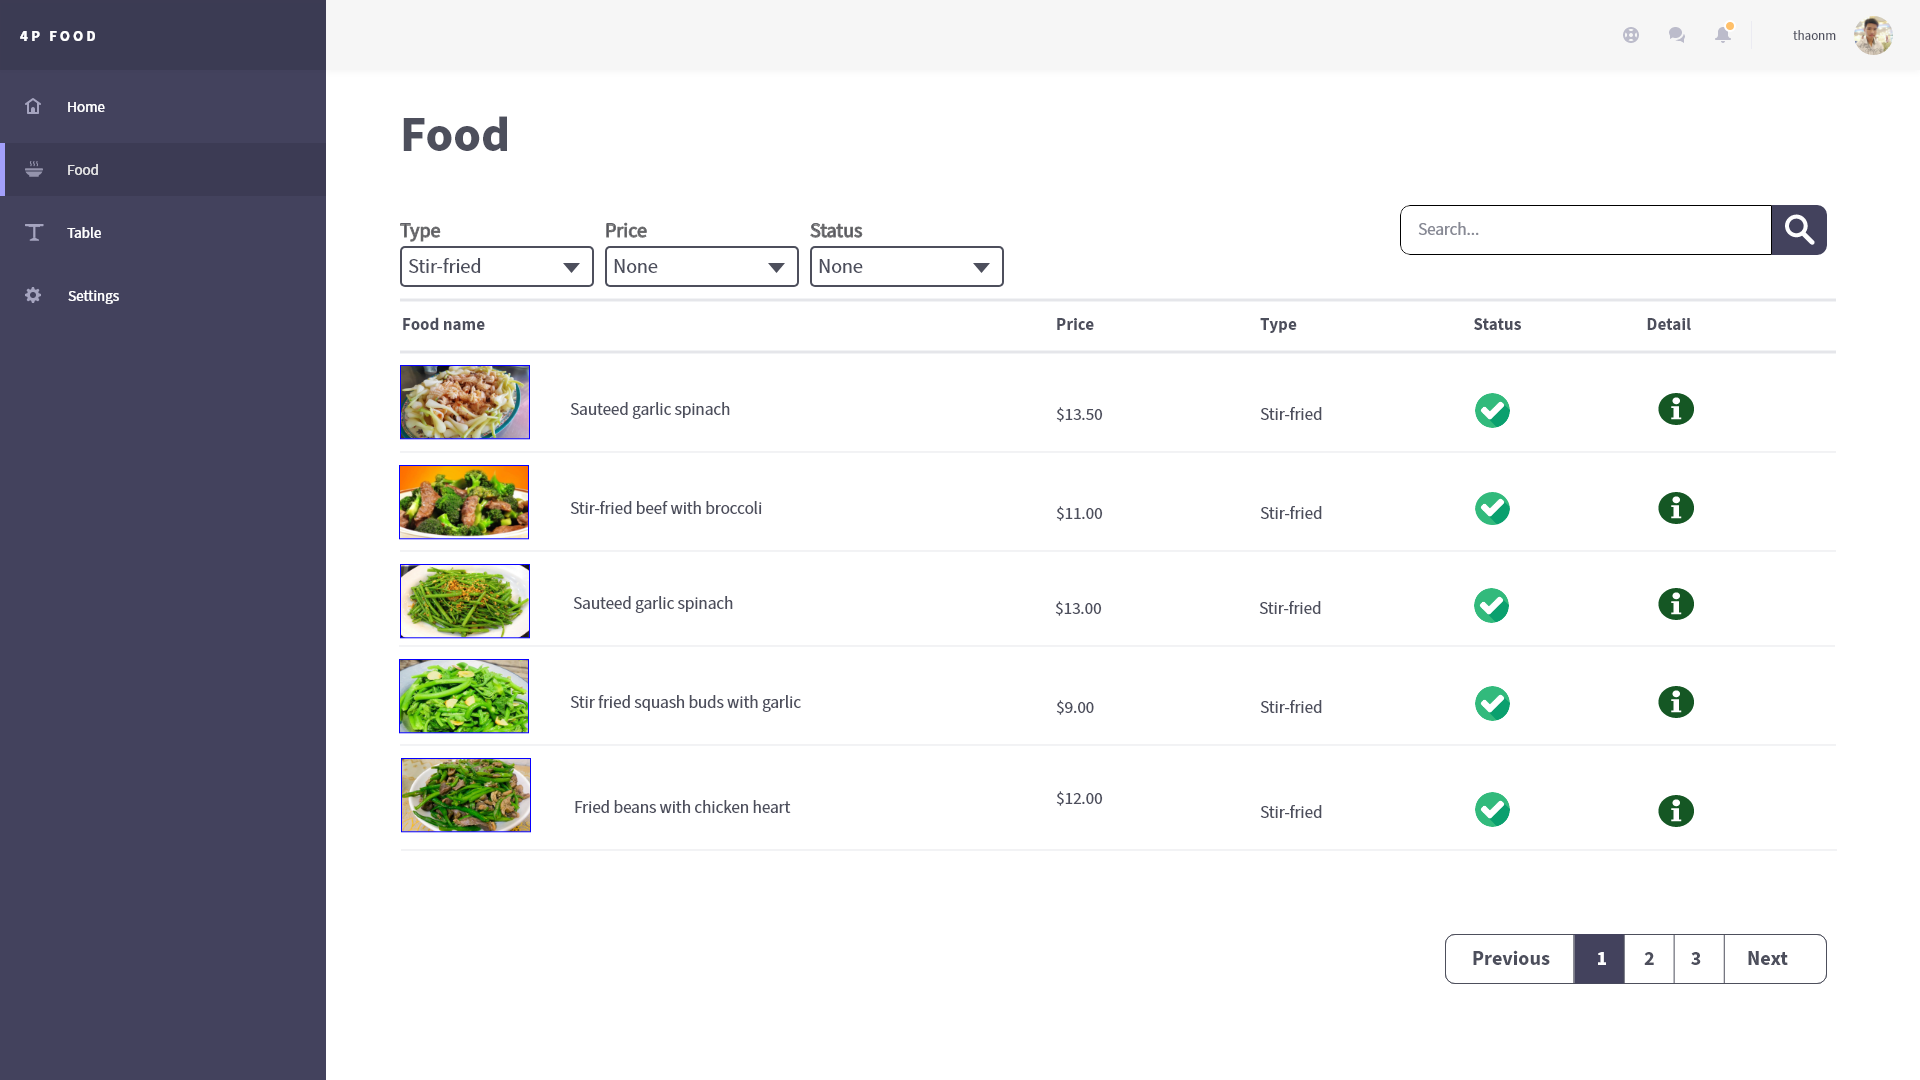 4P FOOD
thaonm
Home
Food
Table
Settings
Food
Type Price Status
Stir-fried None None
Search...
Food name Price Type Status Detail
Sauteed garlic spinach $13.50 Stir-fried
Stir-fried beef with broccoli $11.00 Stir-fried
Sauteed garlic spinach $13.00 Stir-fried
Stir fried squash buds with garlic $9.00 Stir-fried
Fried beans with chicken heart $12.00 Stir-fried
Previous 1 2 3 Next